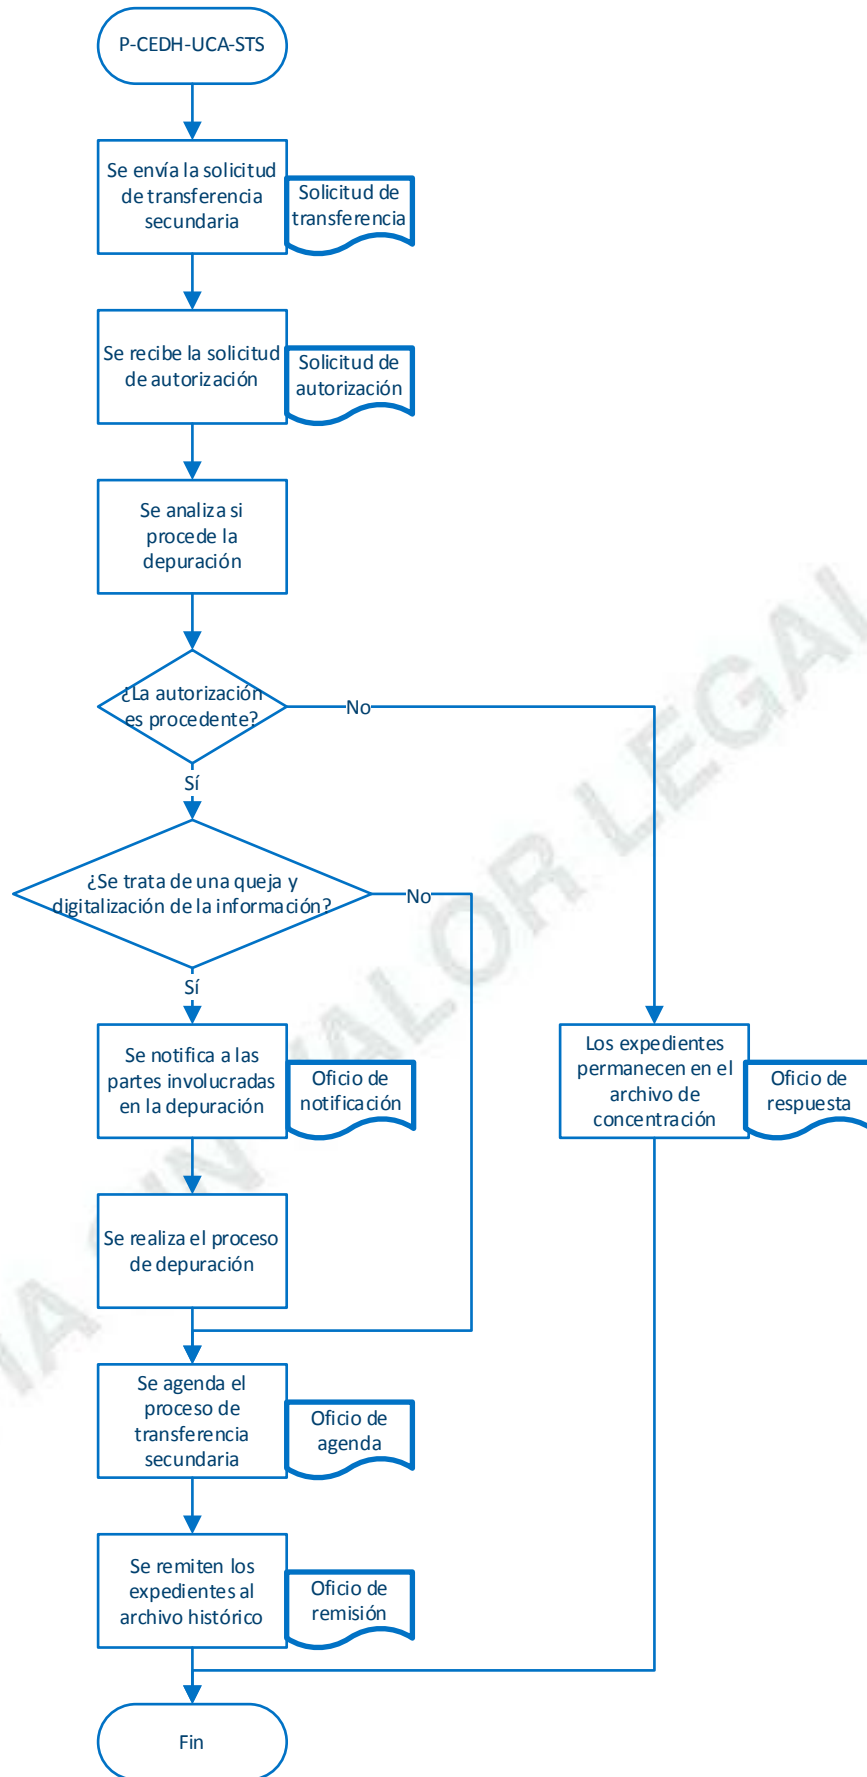 P-CEDH-UCA-STS
Se envía la solicitud
de transferencia
secundaria
Solicitud de
transferencia
Se recibe la solicitud
de autorización
Solicitud de
autorización
Se analiza si
procede la
depuración
¿La autorización
es procedente?
No
Sí
¿Se trata de una queja y
digitalización de la información?
No
Sí
Se notifica a las
partes involucradas
en la depuración
Oficio de
notificación
Los expedientes
permanecen en el
archivo de
concentración
Oficio de
respuesta
Se realiza el proceso
de depuración
Se agenda el
proceso de
transferencia
secundaria
Oficio de
agenda
Se remiten los
expedientes al
archivo histórico
Oficio de
remisión
Fin
VALOR LEGAL